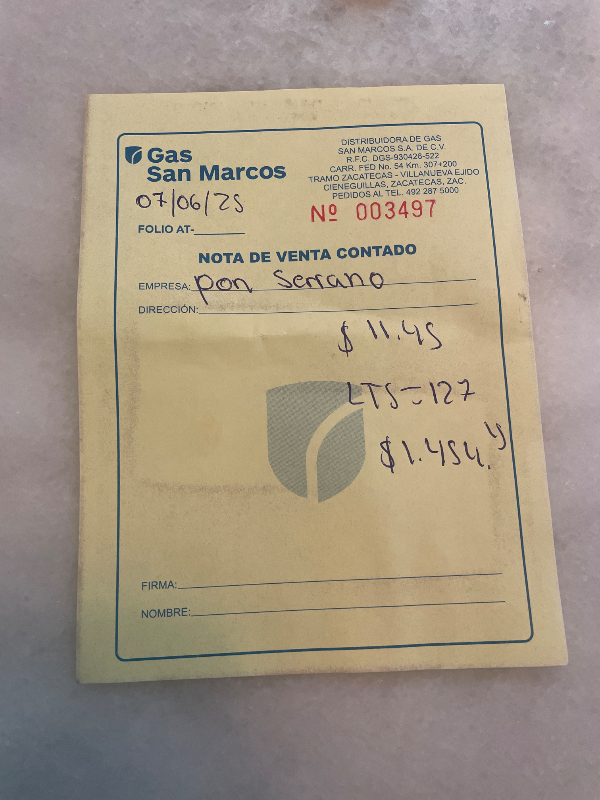 Gas
San Marcos
DISTRIBUIDORA DE GAS
SAN MARCOS S.A. DE C.V.
R.F.C. DGS-930426-522
CARR. FED No. 54 Km. 307+200
TRAMO ZACATECAS - VILLANUEVA EJIDO
CIENEGUILLAS, ZACATECAS, ZAC.
PEDIDOS AL TEL. 492 287 5000
07/06/25
Nº 003497
FOLIO AT-
NOTA DE VENTA CONTADO
EMPRESA: pon Serrano
DIRECCIÓN:
$ 11.45
LTS = 127
$1.454.
FIRMA:
NOMBRE: